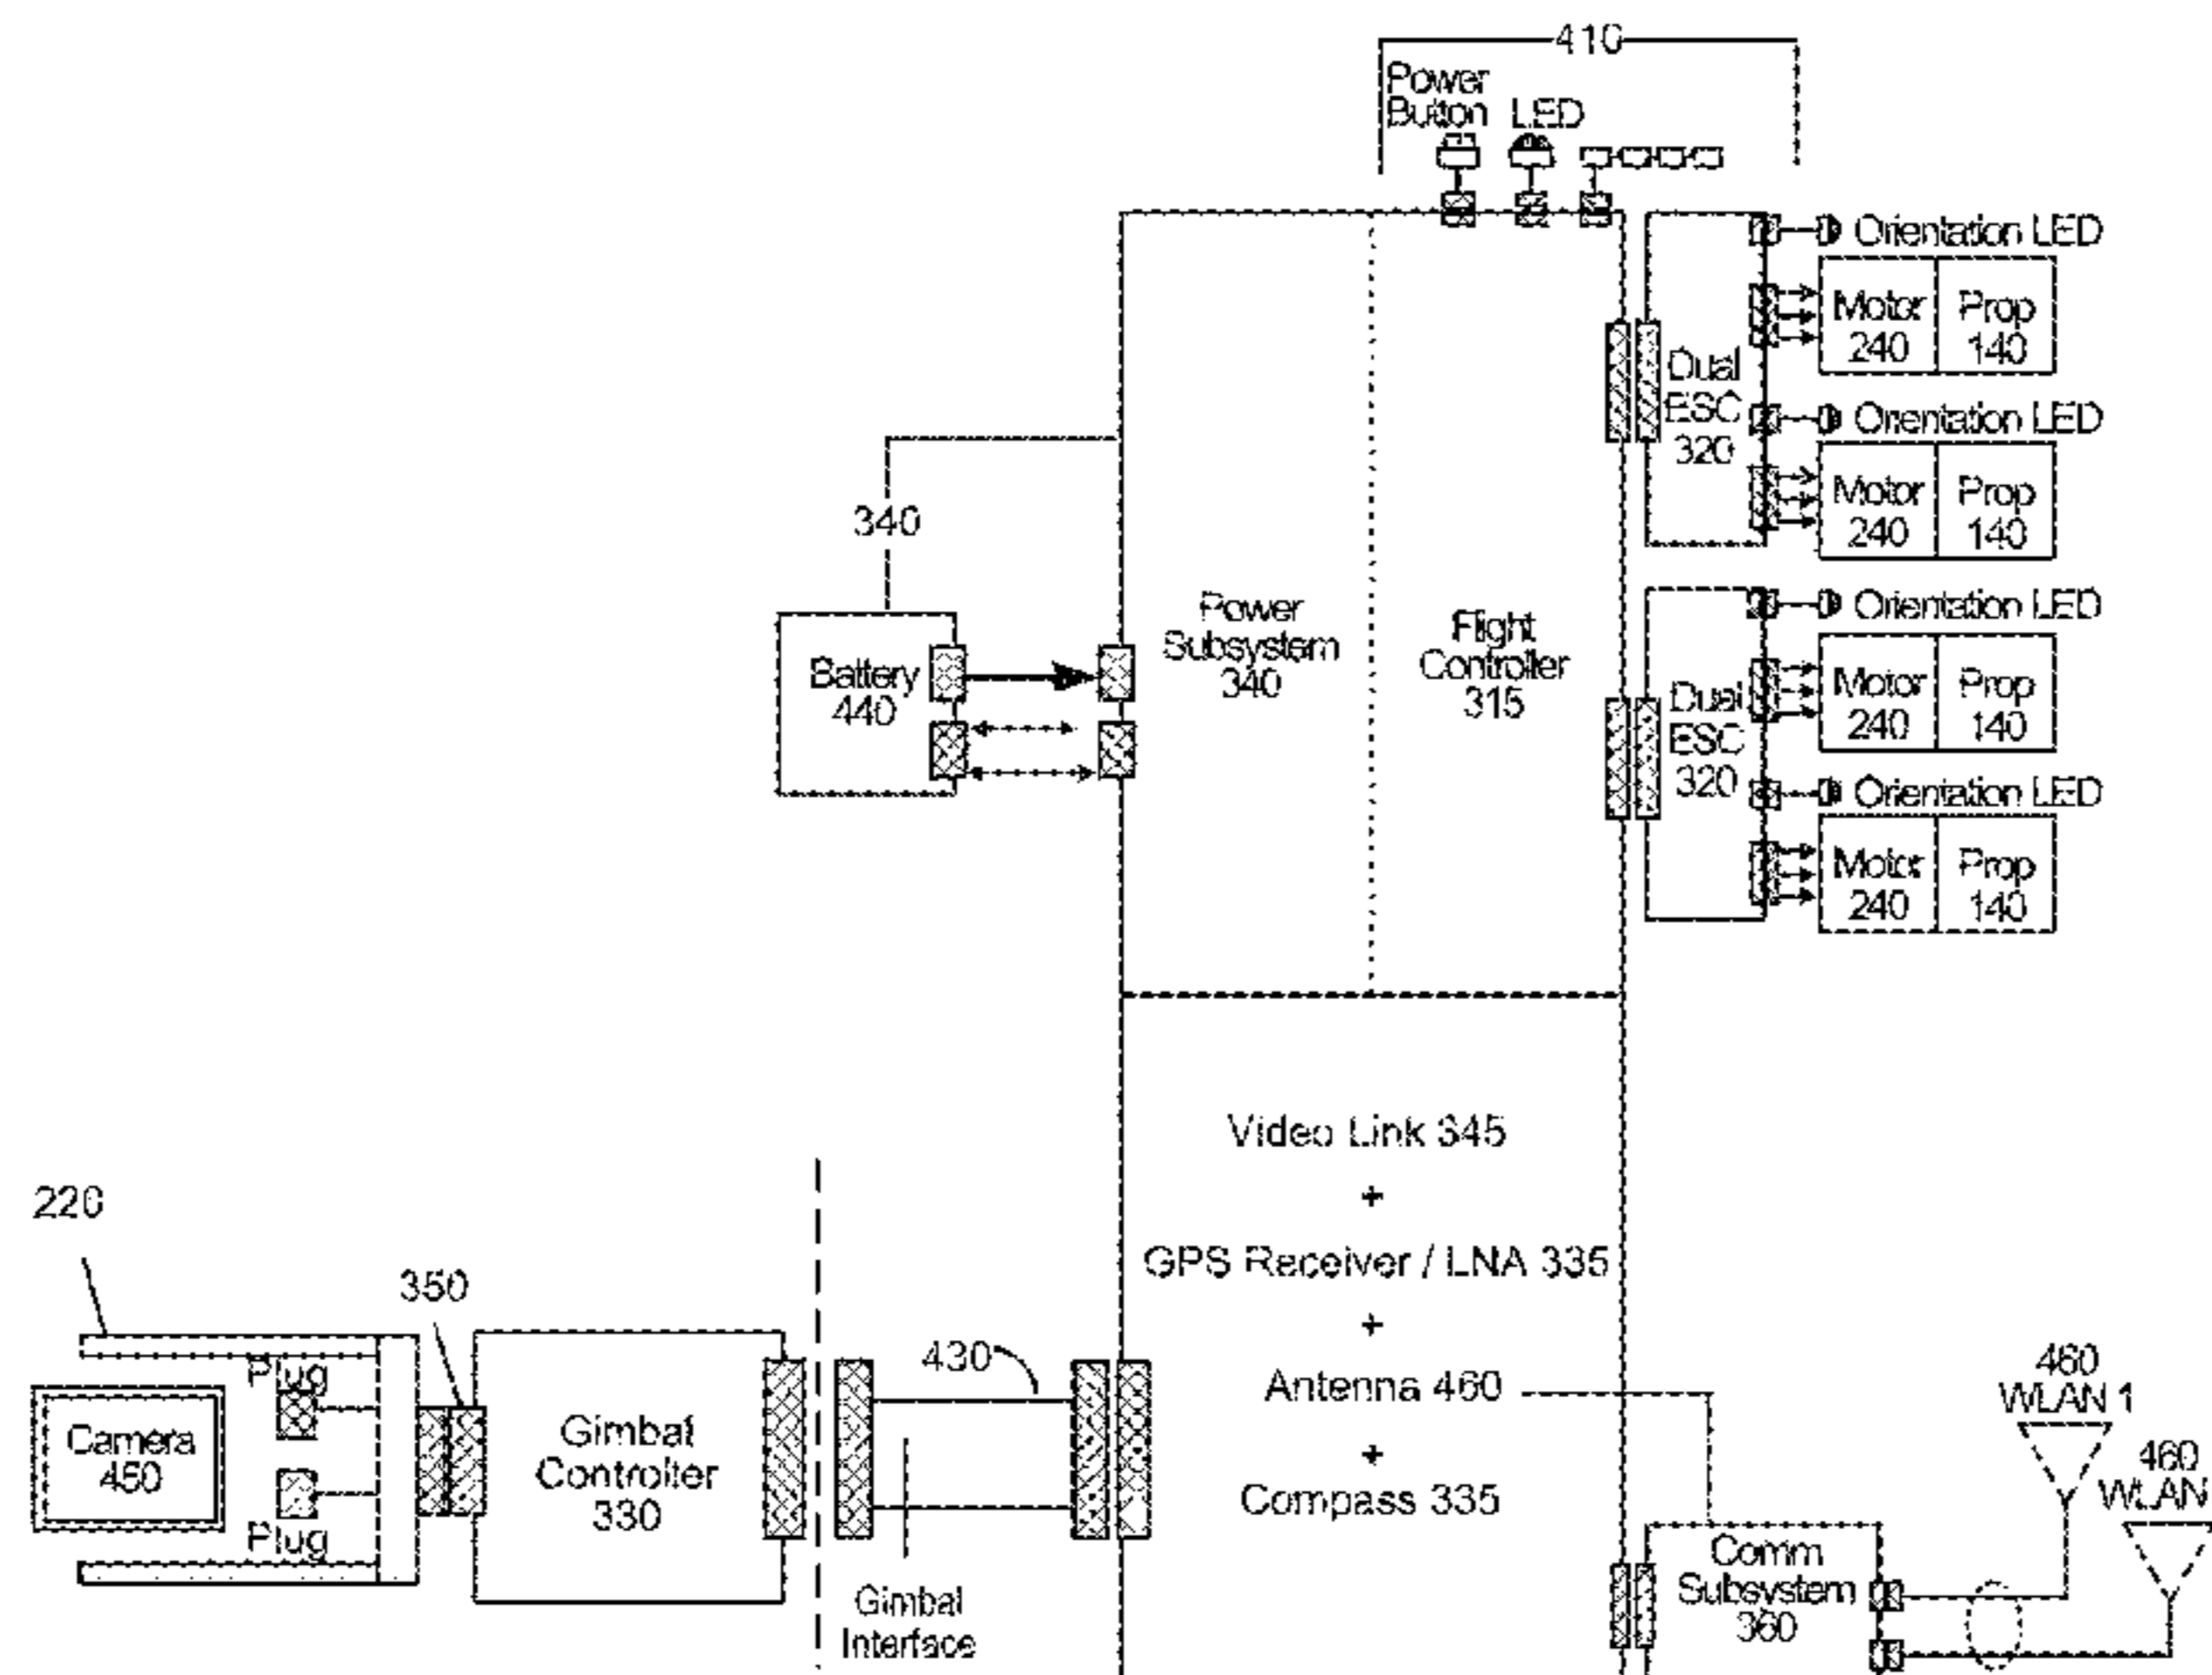 410
Power
Button LED
Orientation LED
Motor Prop
240 140
Dual
ESC
320
Orientation LED
Motor Prop
240 140
340
Orientation LED
Power
Subsystem
340
Flight
Controller
315
Battery
440
Motor Prop
240 140
Dual
ESC
320
Orientation LED
Motor Prop
240 140
Video Link 345
+
GPS Receiver / LNA 335
+
Antenna 460
+
Compass 335
220
350
430
Plug
Camera
450
Plug
Gimbal
Controller
330
Gimbal
Interface
460
WLAN 1
460
WLAN
Comm
Subsystem
360